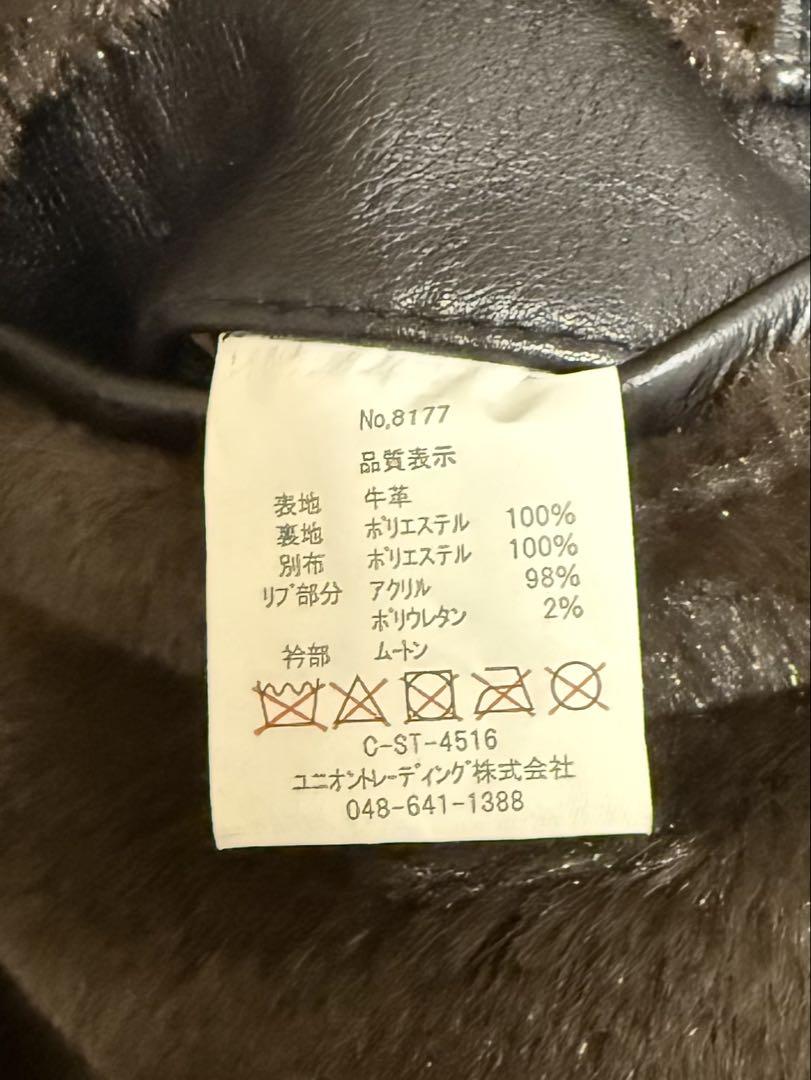 No.8177
品質表示
表地 牛革
裏地 ポリエステル 100%
別布 ポリエステル 100%
リブ部分 アクリル 98%
ポリウレタン 2%
衿部 ムートン
C-ST-4516
ユニオントレーディング株式会社
048-641-1388